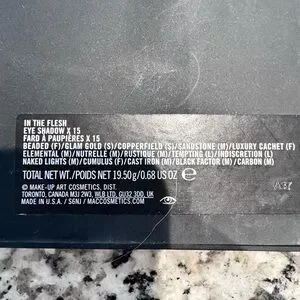 IN THE FLESH
EYE SHADOW X 15
FARD À PAUPIÈRES X 15
BEADED (F)/GLAM GOLD (S)/COPPERFIELD (S)/SANDSTONE (M)/LUXURY CACHET (F)
ELEMENTAL (M)/NUTRELLE (M)/RUSTIQUE (M)/TEMPTING (L)/INDISCRETION (L)
NAKED LIGHTS (M)/CUMULUS (F)/CAST IRON (M)/BLACK FACTOR (M)/CARBON (M)
TOTAL NET WT./POIDS NET 19.50 g/0.68 US OZ ℮
© MAKE-UP ART COSMETICS, DIST.
TORONTO, CANADA M3J 2W3, WLB LTD, GU32 3DD, UK
MADE IN U.S.A. / S6NJ / MACCOSMETICS.COM
A37